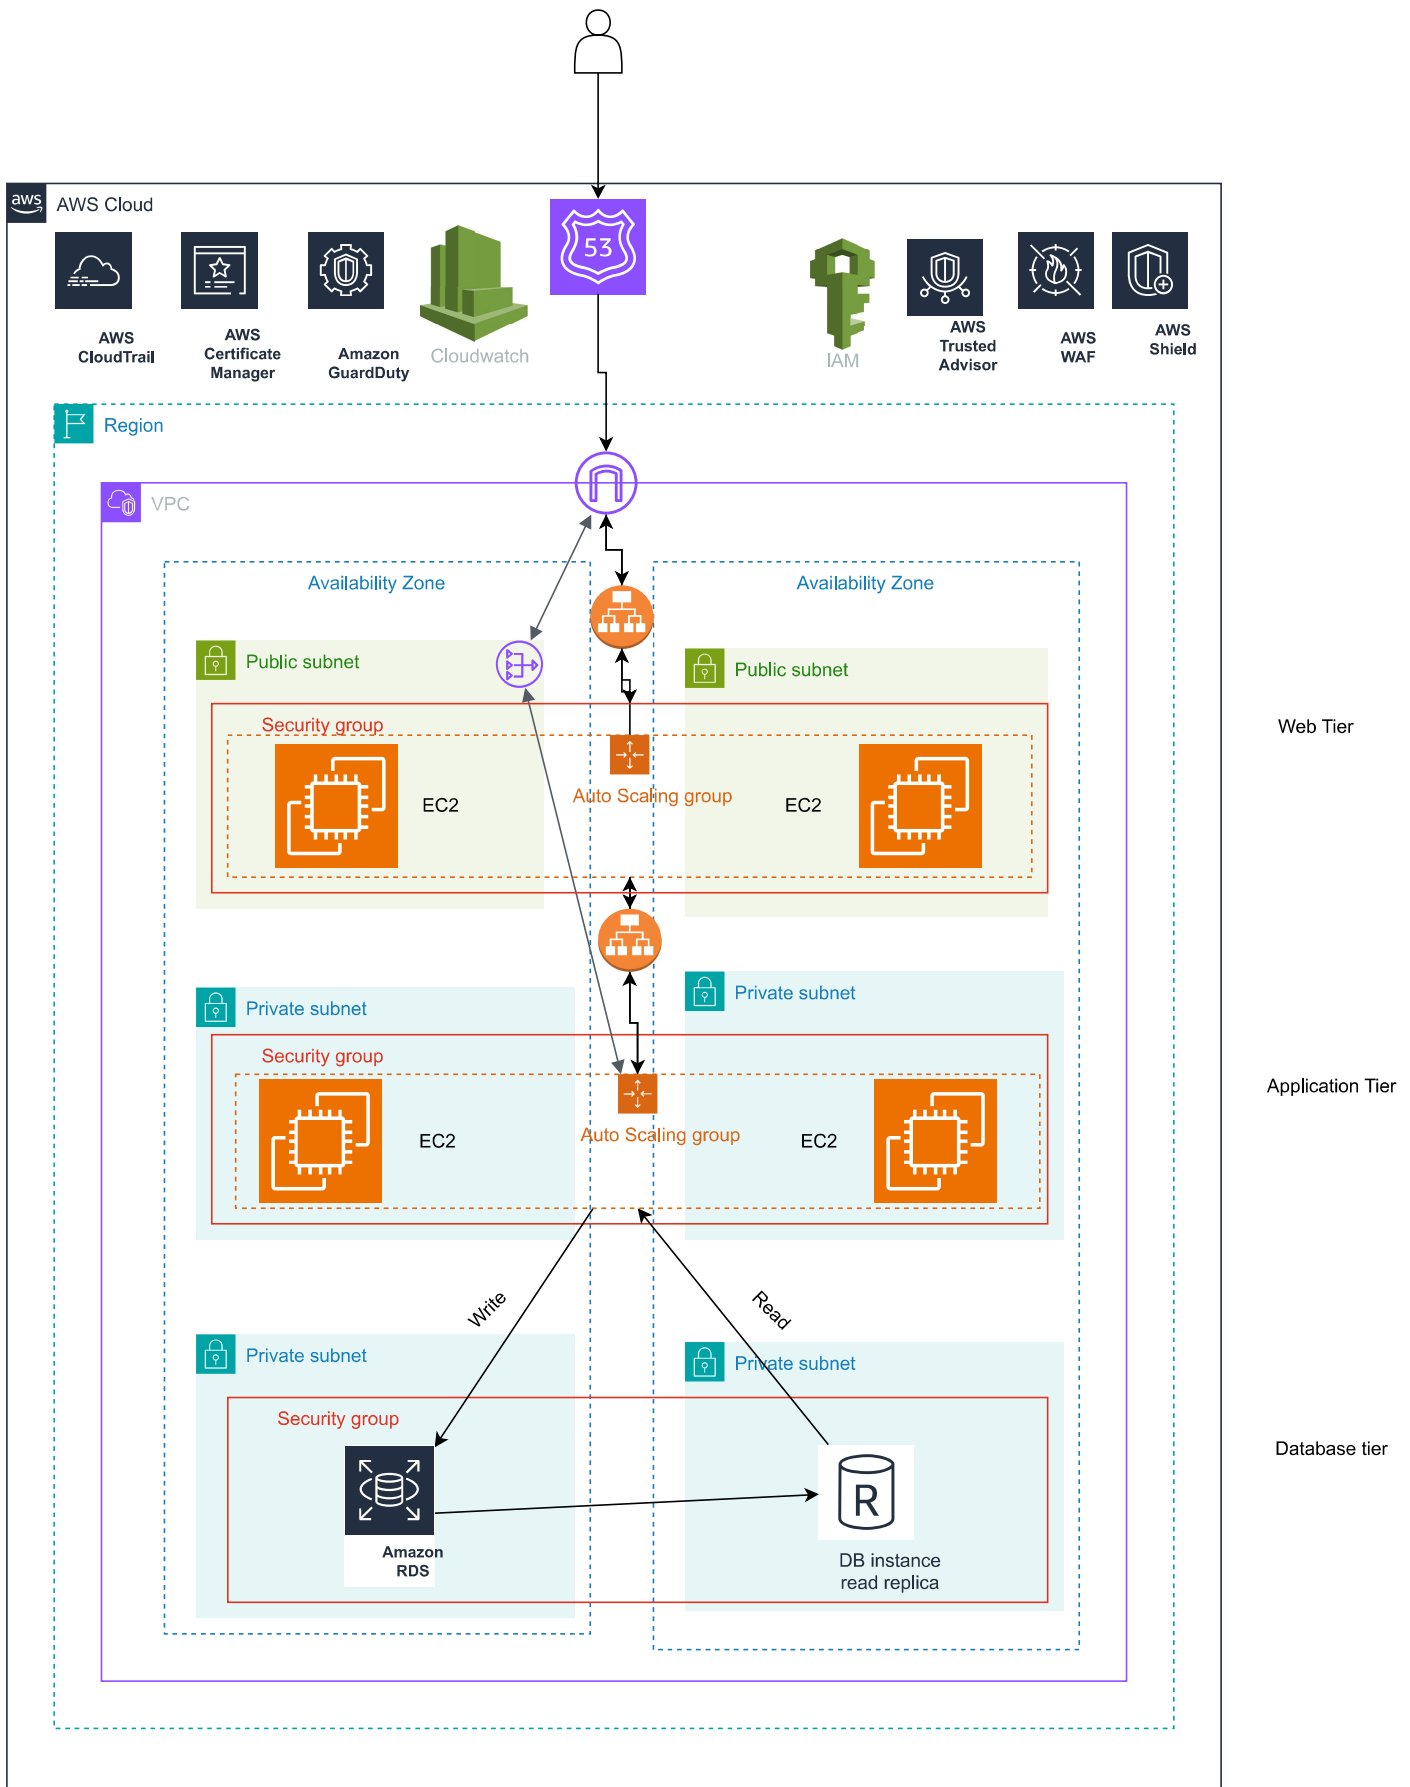 aws
AWS Cloud
53
AWS
CloudTrail
AWS
Certificate
Manager
Amazon
GuardDuty
Cloudwatch
IAM
AWS
Trusted
Advisor
AWS
WAF
AWS
Shield
Region
VPC
Availability Zone
Availability Zone
Public subnet
Public subnet
Security group
Web Tier
Auto Scaling group
EC2
EC2
Private subnet
Private subnet
Security group
Application Tier
EC2
Auto Scaling group
EC2
Write
Read
Private subnet
Private subnet
Security group
Database tier
R
Amazon
RDS
DB instance
read replica